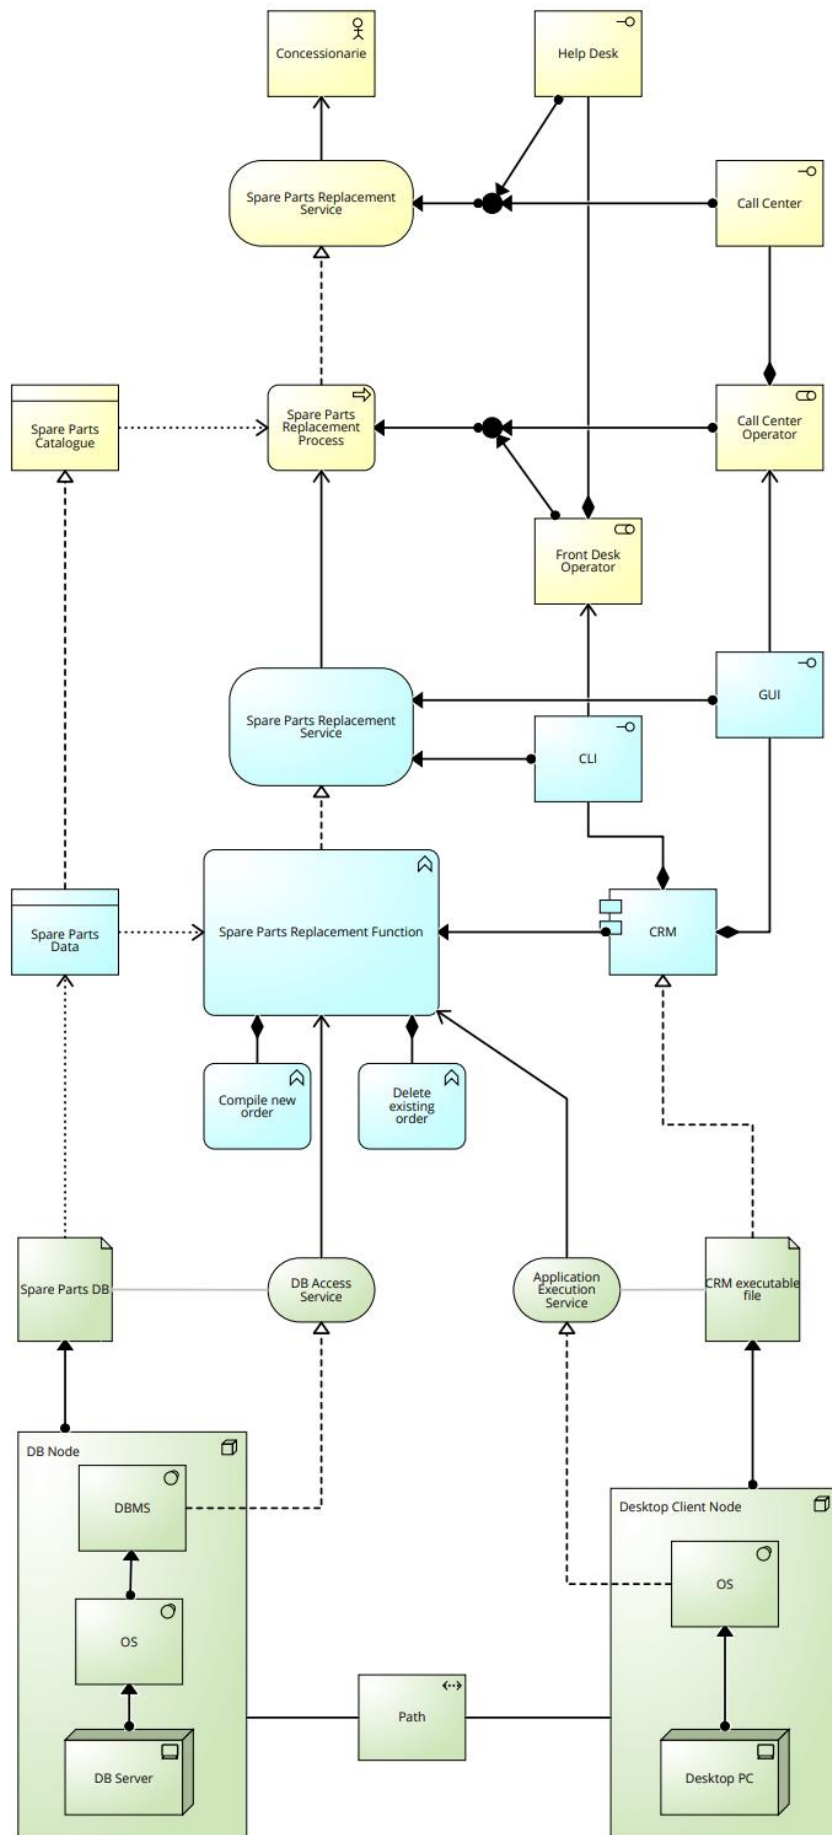 Concessionarie
Help Desk
Spare Parts Replacement
Service
Call Center
Spare Parts
Catalogue
Spare Parts
Replacement
Process
Call Center
Operator
Front Desk
Operator
GUI
Spare Parts Replacement
Service
CLI
Spare Parts
Data
Spare Parts Replacement Function
CRM
Compile new
order
Delete
existing
order
Spare Parts DB
DB Access
Service
Application
Execution
Service
CRM executable
file
DB Node
DBMS
Desktop Client Node
OS
OS
Path
DB Server
Desktop PC